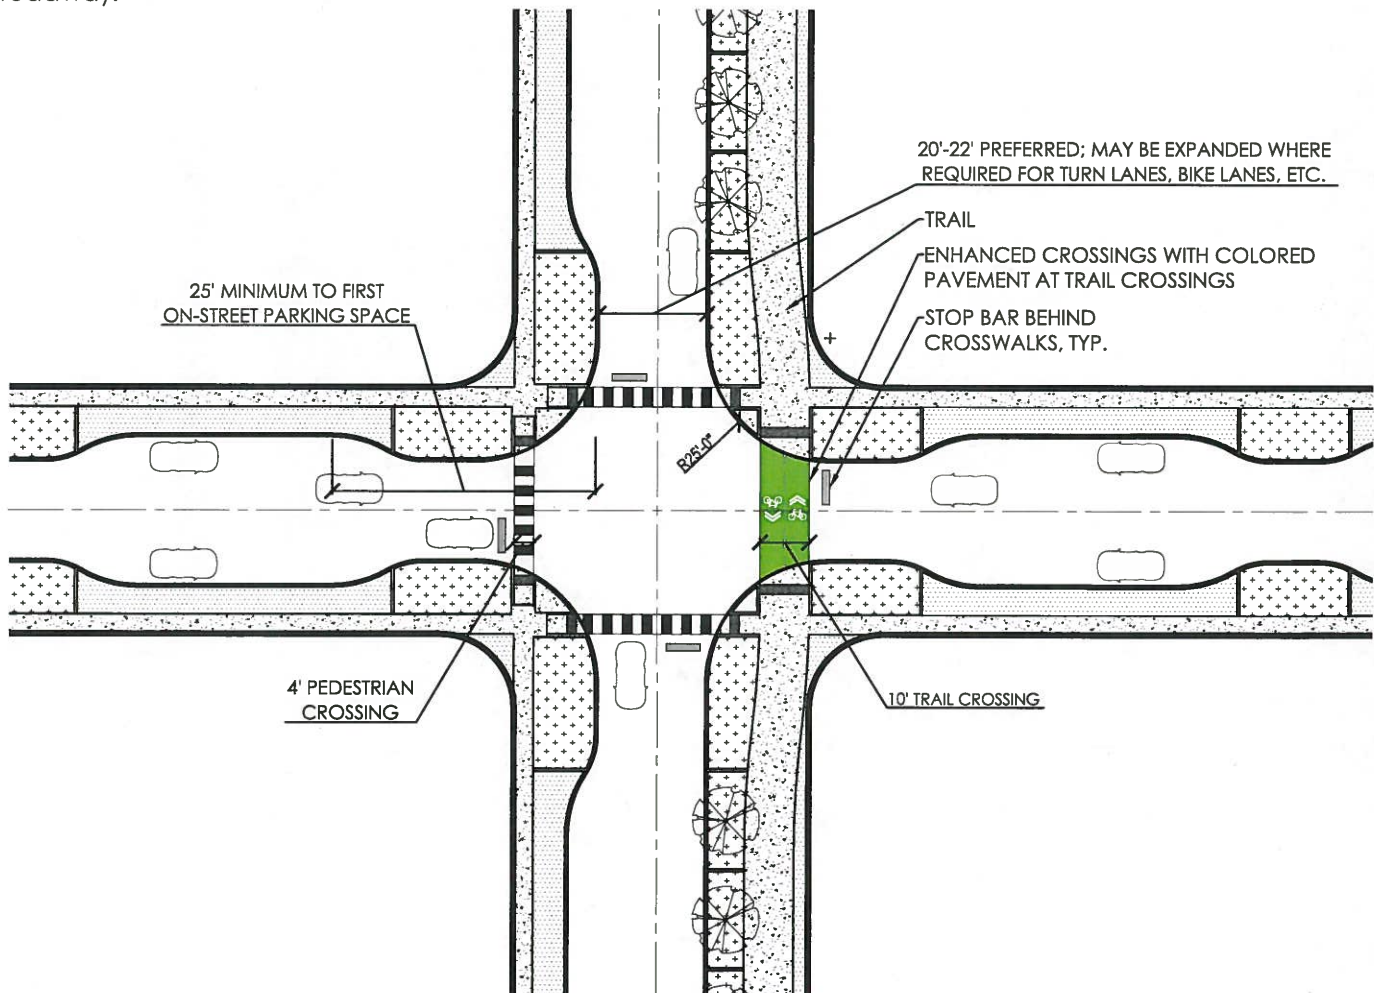 20'-22' PREFERRED; MAY BE EXPANDED WHERE
REQUIRED FOR TURN LANES, BIKE LANES, ETC.
TRAIL
ENHANCED CROSSINGS WITH COLORED
PAVEMENT AT TRAIL CROSSINGS
25' MINIMUM TO FIRST
ON-STREET PARKING SPACE
STOP BAR BEHIND
CROSSWALKS, TYP.
R25'-0"
4' PEDESTRIAN
CROSSING
10' TRAIL CROSSING